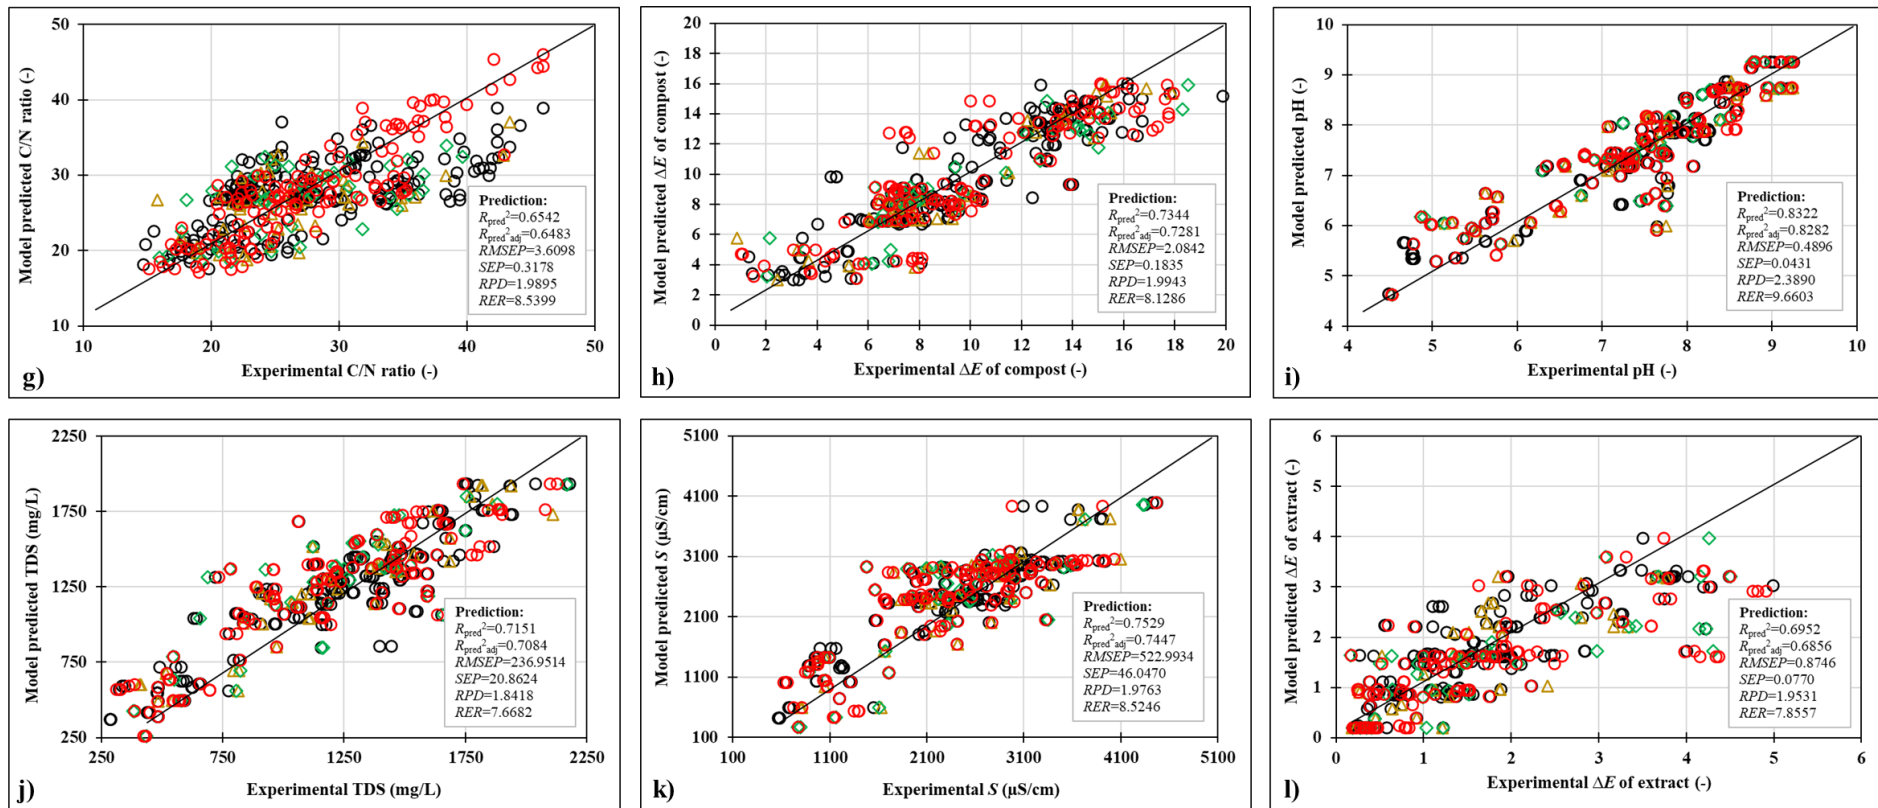 Model predicted C/N ratio (-)
50
40
30
20
10
10 20 30 40 50
Experimental C/N ratio (-)
Prediction:
Rpred²=0.6542
Rpred²adj=0.6483
RMSEP=3.6098
SEP=0.3178
RPD=1.9895
RER=8.5399
g)
Model predicted ΔE of compost (-)
20
18
16
14
12
10
8
6
4
2
0
0 2 4 6 8 10 12 14 16 18 20
Experimental ΔE of compost (-)
Prediction:
Rpred²=0.7344
Rpred²adj=0.7281
RMSEP=2.0842
SEP=0.1835
RPD=1.9943
RER=8.1286
h)
Model predicted pH (-)
10
9
8
7
6
5
4
4 5 6 7 8 9 10
Experimental pH (-)
Prediction:
Rpred²=0.8322
Rpred²adj=0.8282
RMSEP=0.4896
SEP=0.0431
RPD=2.3890
RER=9.6603
i)
Model predicted TDS (mg/L)
2250
1750
1250
750
250
250 750 1250 1750 2250
Experimental TDS (mg/L)
Prediction:
Rpred²=0.7151
Rpred²adj=0.7084
RMSEP=236.9514
SEP=20.8624
RPD=1.8418
RER=7.6682
j)
Model predicted S (µS/cm)
5100
4100
3100
2100
1100
100
100 1100 2100 3100 4100 5100
Experimental S (µS/cm)
Prediction:
Rpred²=0.7529
Rpred²adj=0.7447
RMSEP=522.9934
SEP=46.0470
RPD=1.9763
RER=8.5246
k)
Model predicted ΔE of extract (-)
6
5
4
3
2
1
0
0 1 2 3 4 5 6
Experimental ΔE of extract (-)
Prediction:
Rpred²=0.6952
Rpred²adj=0.6856
RMSEP=0.8746
SEP=0.0770
RPD=1.9531
RER=7.8557
l)